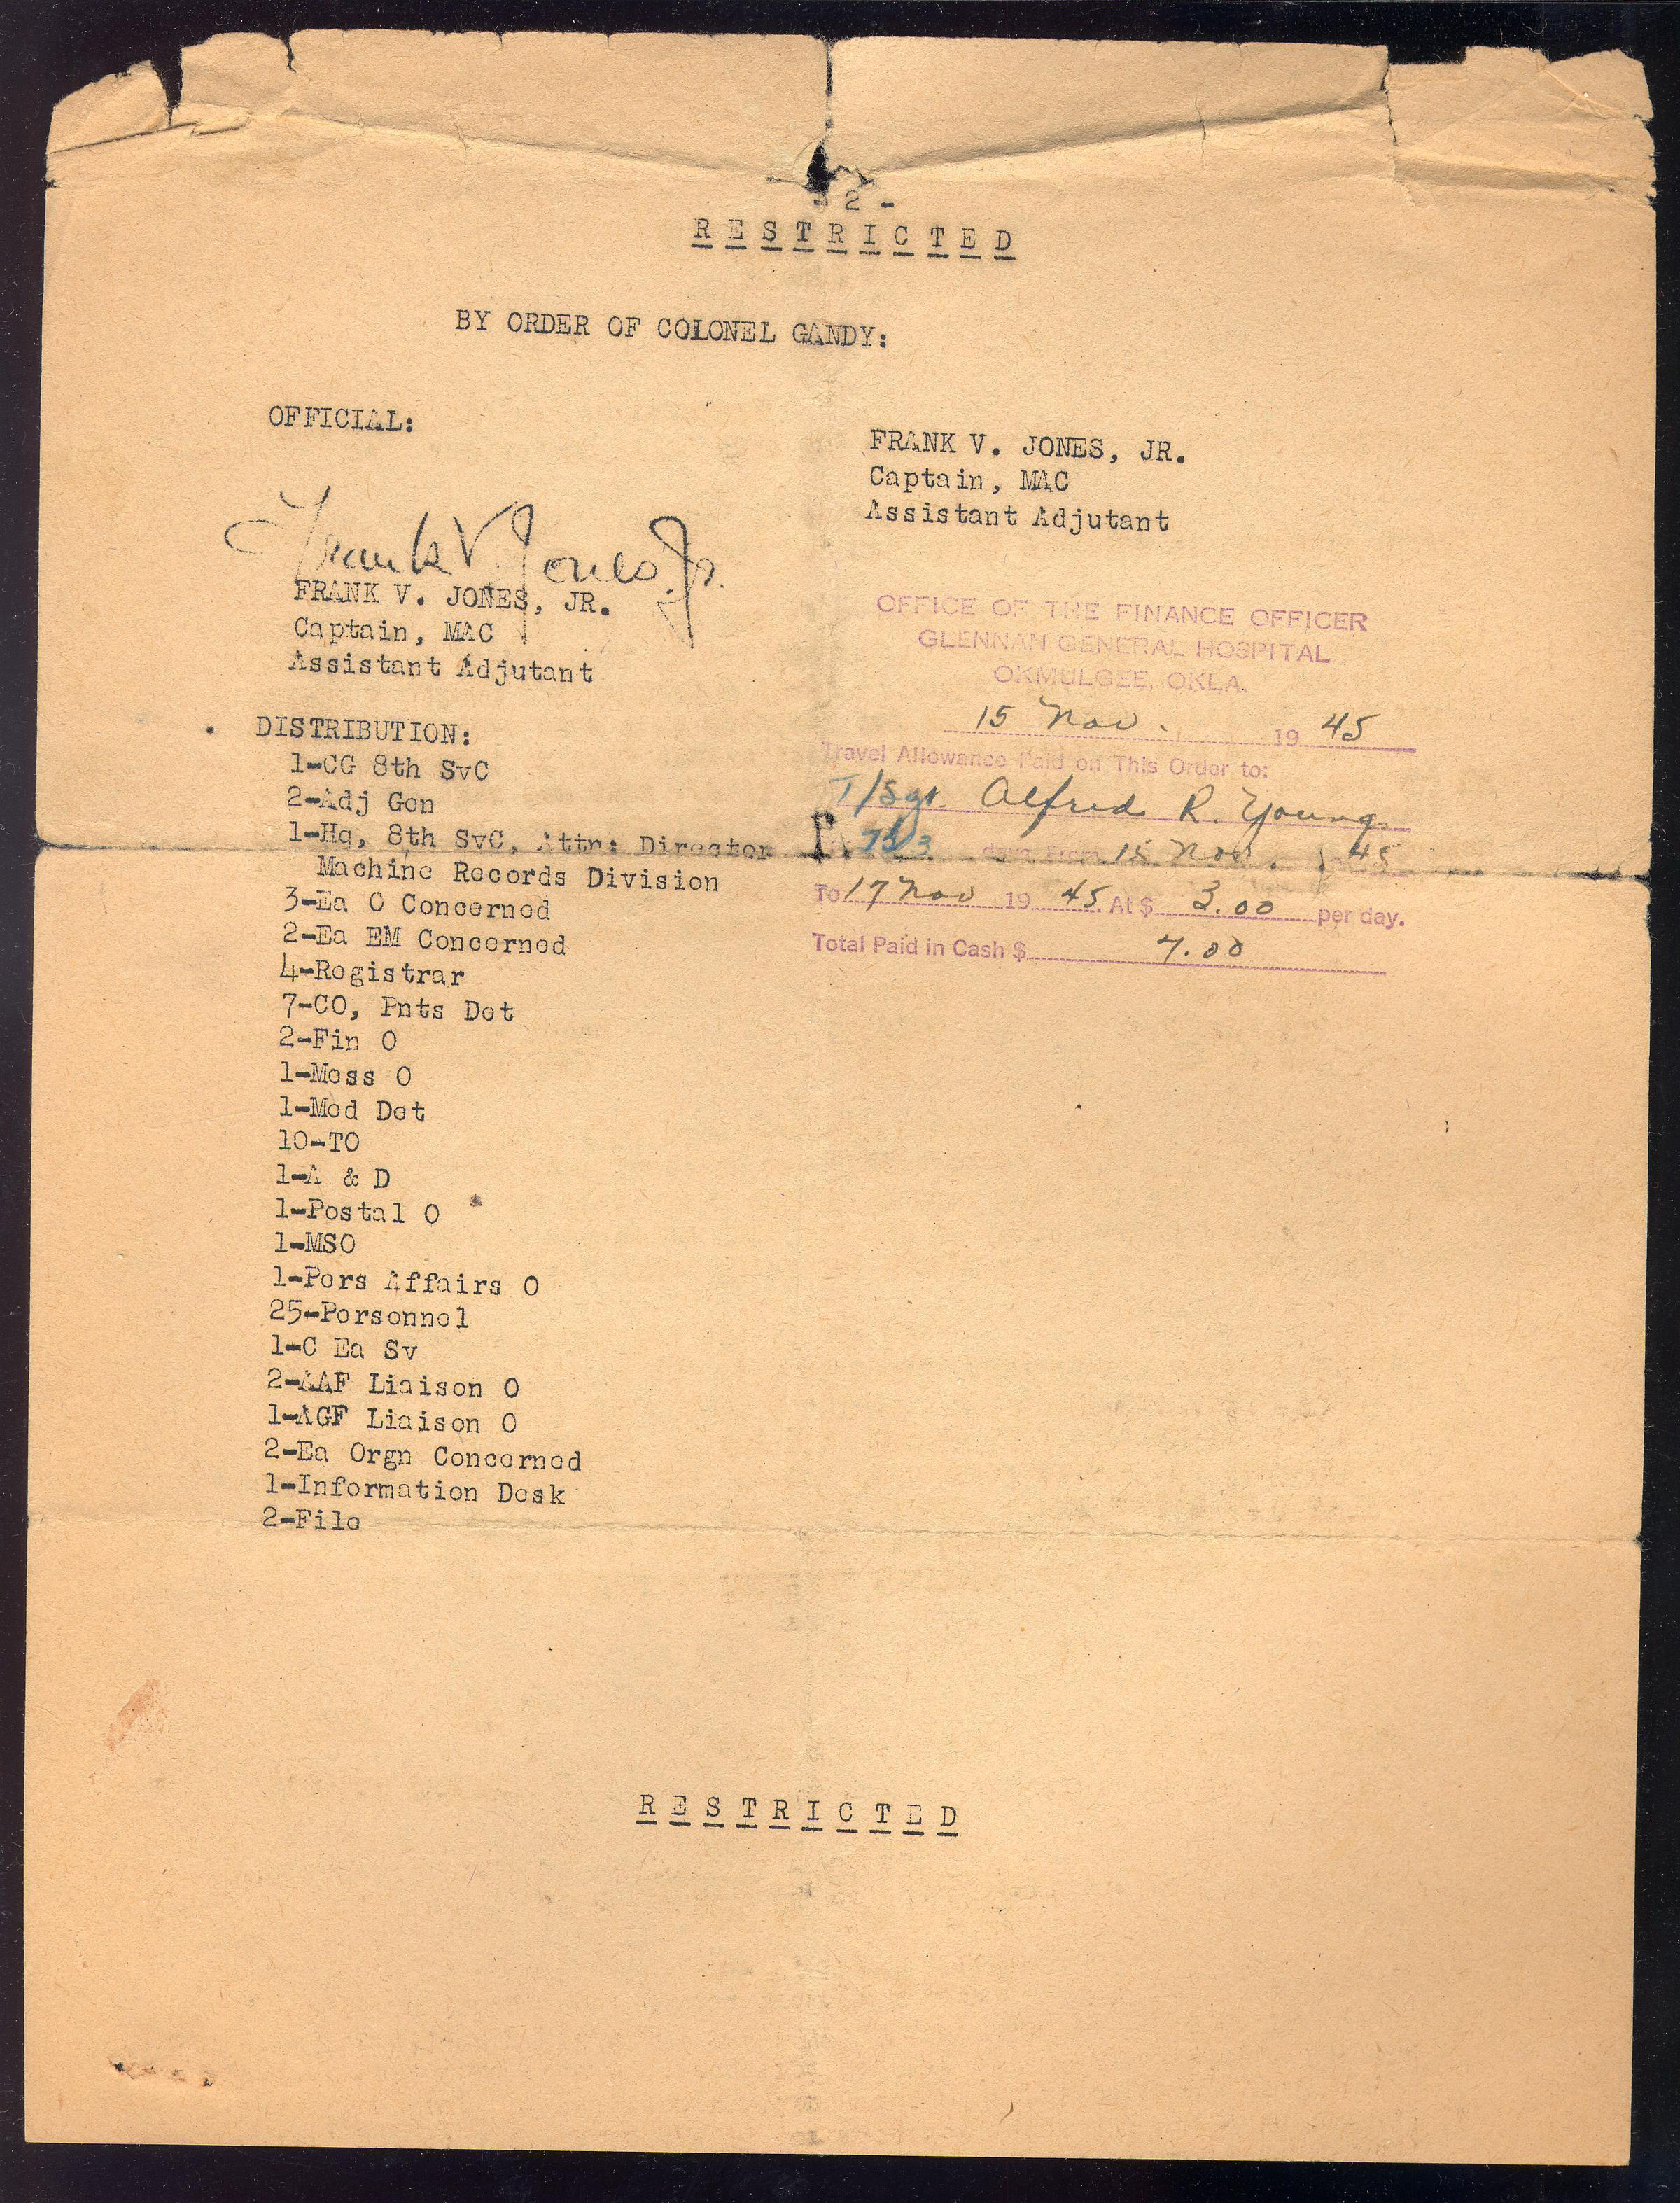 - 2 -
RESTRICTED
BY ORDER OF COLONEL GANDY:
OFFICIAL:
FRANK V. JONES, JR.
Captain, MAC
Assistant Adjutant
Frank V. Jones Jr.
FRANK V. JONES, JR.
Captain, MAC
Assistant Adjutant
OFFICE OF THE FINANCE OFFICER
GLENNAN GENERAL HOSPITAL
OKMULGEE, OKLA.
15 Nov. 19 45
Travel Allowance Paid on This Order to:
T/Sgt. Alfred R. Young
days From 15 Nov. 45
To 17 Nov 19 45 At $ 3.00 per day.
Total Paid in Cash $ 7.00
DISTRIBUTION:
1-CG 8th SvC
2-Adj Gen
1-Hq, 8th SvC, Attn: Director
Machine Records Division
3-Ea O Concerned
2-Ea EM Concerned
4-Registrar
7-CO, Pnts Det
2-Fin O
1-Mess O
1-Med Det
10-TO
1-A & D
1-Postal O
1-MSO
1-Pers Affairs O
25-Personnel
1-C Ea Sv
2-AAF Liaison O
1-AGF Liaison O
2-Ea Orgn Concerned
1-Information Desk
2-File
RESTRICTED